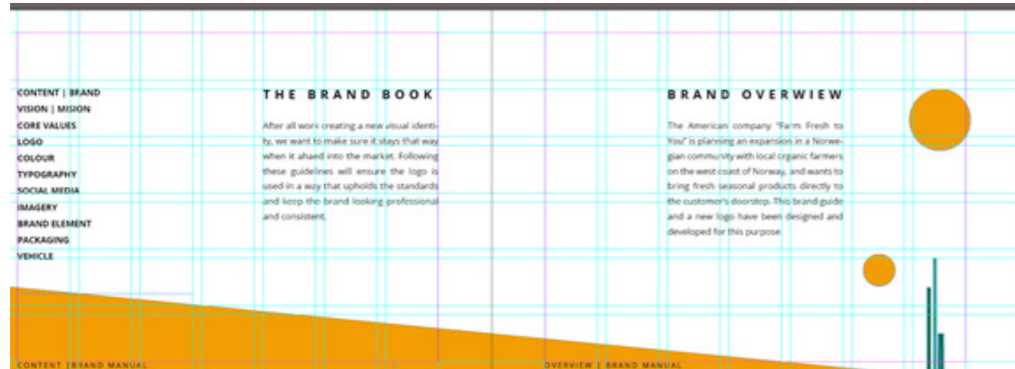 CONTENT | BRAND
VISION | MISION
CORE VALUES
LOGO
COLOUR
TYPOGRAPHY
SOCIAL MEDIA
IMAGERY
BRAND ELEMENT
PACKAGING
VEHICLE
THE BRAND BOOK
After all work creating a new visual identi-
ty, we want to make sure it stays that way
when it ahaed into the market. Following
these guidelines will ensure the logo is
used in a way that upholds the standards
and keep the brand looking professional
and consistent.
BRAND OVERWIEW
The American company "Farm Fresh to
You" is planning an expansion in a Norwe-
gian community with local organic farmers
on the west coast of Norway, and wants to
bring fresh seasonal products directly to
the customer's doorstep. This brand guide
and a new logo have been designed and
developed for this purpose.
CONTENT | BRAND MANUAL
OVERVIEW | BRAND MANUAL